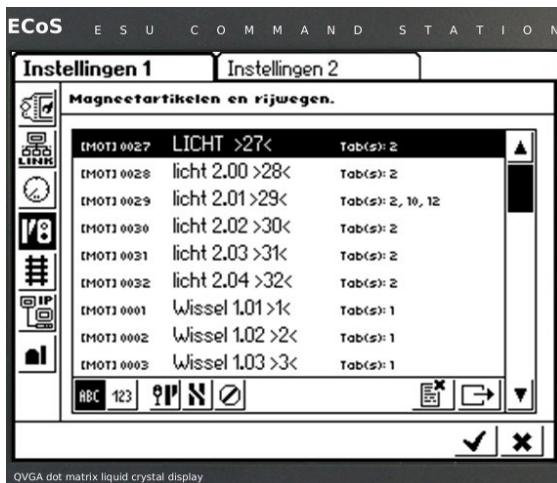 ECoS ESU COMMAND STATION
Instellingen 1 Instellingen 2
Magneetartikelen en rijwegen.
LINK
IP
[MOT] 0027 LICHT >27< Tab(s): 2
[MOT] 0028 licht 2.00 >28< Tab(s): 2
[MOT] 0029 licht 2.01 >29< Tab(s): 2, 10, 12
[MOT] 0030 licht 2.02 >30< Tab(s): 2
[MOT] 0031 licht 2.03 >31< Tab(s): 2
[MOT] 0032 licht 2.04 >32< Tab(s): 2
[MOT] 0001 Wissel 1.01 >1< Tab(s): 1
[MOT] 0002 Wissel 1.02 >2< Tab(s): 1
[MOT] 0003 Wissel 1.03 >3< Tab(s): 1
ABC 123
QVGA dot matrix liquid crystal display